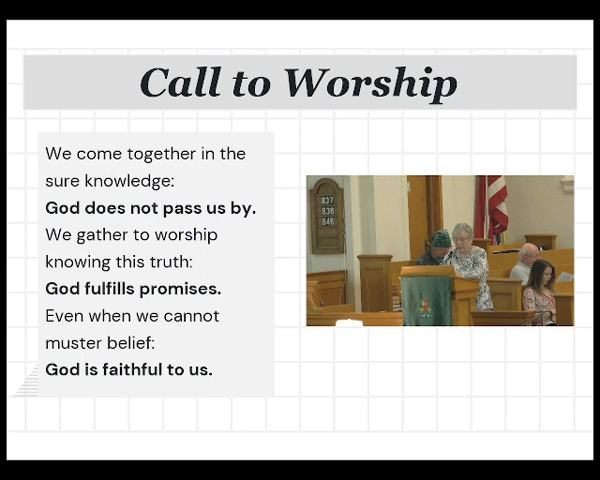 Call to Worship
We come together in the
sure knowledge:
God does not pass us by.
We gather to worship
knowing this truth:
God fulfills promises.
Even when we cannot
muster belief:
God is faithful to us.
837
839
846